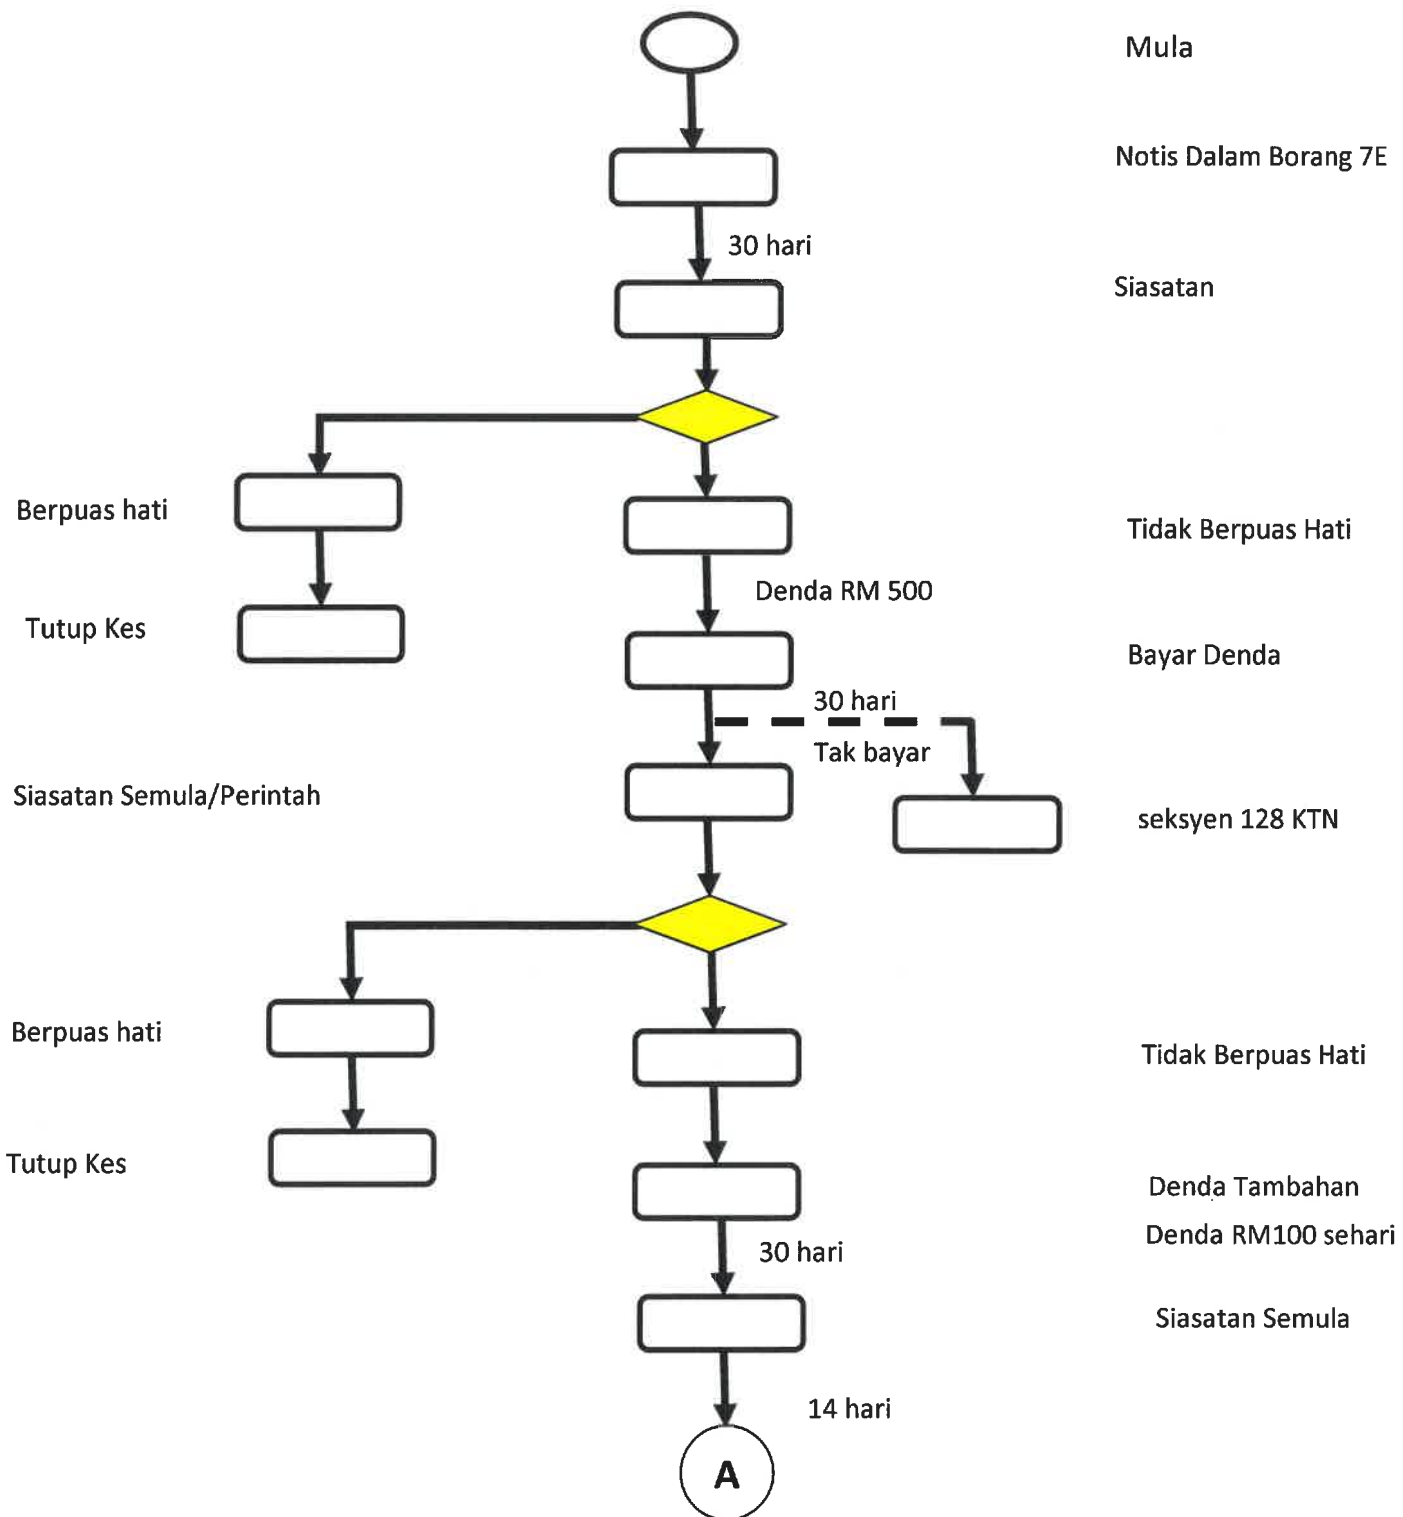 Mula
Notis Dalam Borang 7E
30 hari
Siasatan
Berpuas hati
Tidak Berpuas Hati
Denda RM 500
Tutup Kes
Bayar Denda
30 hari
Tak bayar
Siasatan Semula/Perintah
seksyen 128 KTN
Berpuas hati
Tidak Berpuas Hati
Tutup Kes
Denda Tambahan
Denda RM100 sehari
30 hari
Siasatan Semula
14 hari
A